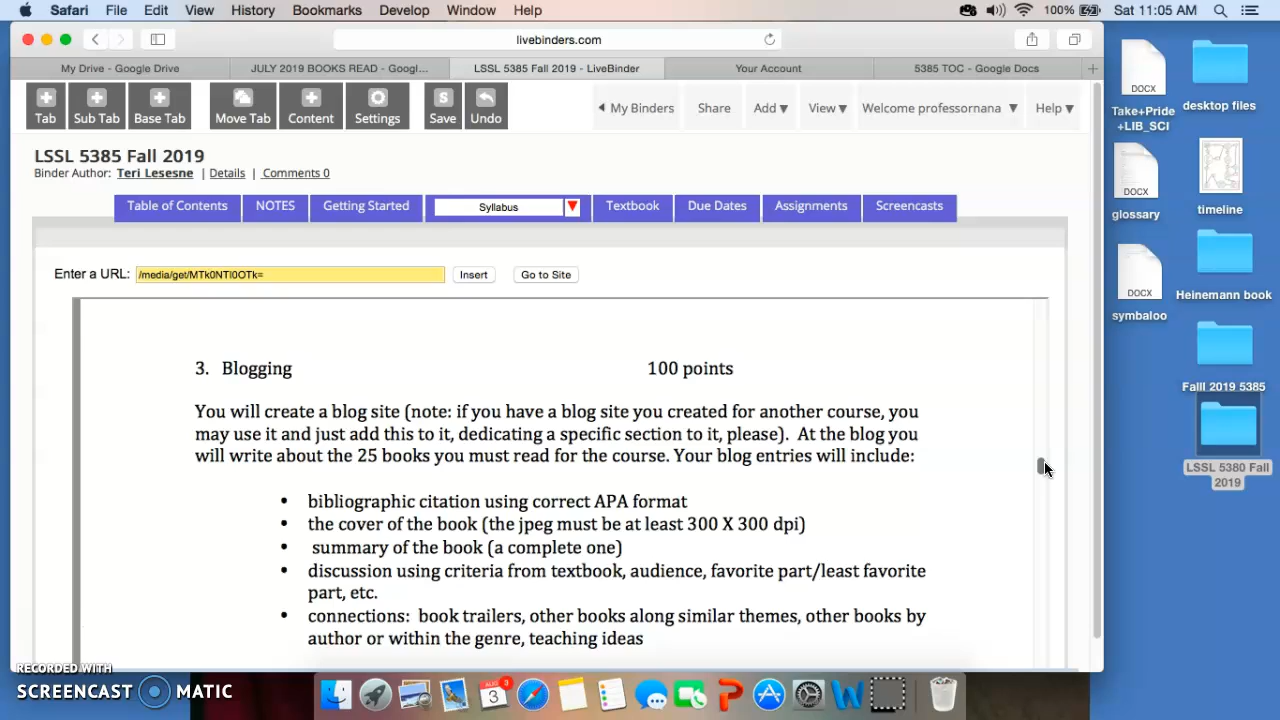 Safari File Edit View History Bookmarks Develop Window Help 100% Sat 11:05 AM
livebinders.com
My Drive - Google Drive JULY 2019 BOOKS READ - Googl... LSSL 5385 Fall 2019 - LiveBinder Your Account 5385 TOC - Google Docs
Tab Sub Tab Base Tab Move Tab Content Settings Save Undo My Binders Share Add View Welcome professornana Help
LSSL 5385 Fall 2019
Binder Author: Teri Lesesne | Details | Comments 0
Table of Contents NOTES Getting Started Syllabus Textbook Due Dates Assignments Screencasts
Enter a URL: /media/get/MTk0NTI0OTk= Insert Go to Site
3. Blogging 100 points
You will create a blog site (note: if you have a blog site you created for another course, you
may use it and just add this to it, dedicating a specific section to it, please). At the blog you
will write about the 25 books you must read for the course. Your blog entries will include:
• bibliographic citation using correct APA format
• the cover of the book (the jpeg must be at least 300 X 300 dpi)
• summary of the book (a complete one)
• discussion using criteria from textbook, audience, favorite part/least favorite
part, etc.
• connections: book trailers, other books along similar themes, other books by
author or within the genre, teaching ideas
DOCX
Take+Pride
+LIB_SCI
desktop files
DOCX
glossary
timeline
DOCX
symbaloo
Heinemann book
Falll 2019 5385
LSSL 5380 Fall
2019
RECORDED WITH
SCREENCAST MATIC
AUG
3
3